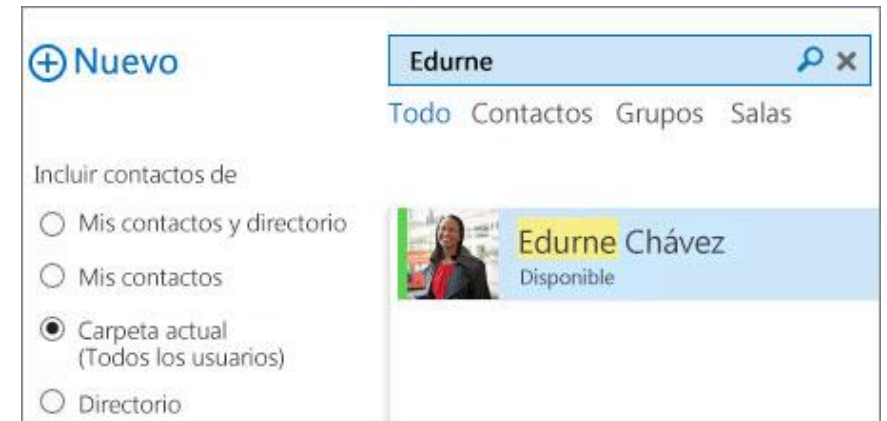 Nuevo
Edurne
Todo Contactos Grupos Salas
Incluir contactos de
Mis contactos y directorio
Mis contactos
Carpeta actual
(Todos los usuarios)
Directorio
Edurne Chávez
Disponible